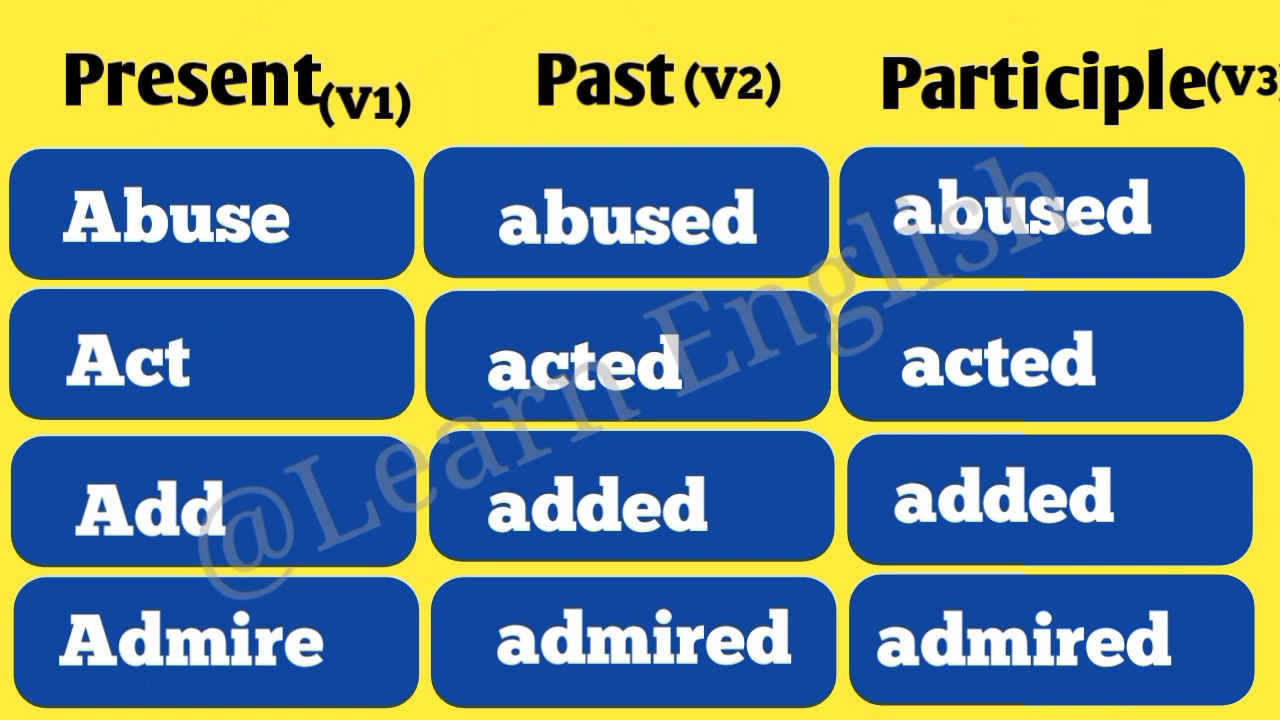 Present(V1) Past (V2) Participle(V3)
Abuse abused abused
Act acted acted
Add added added
Admire admired admired
@Learn English